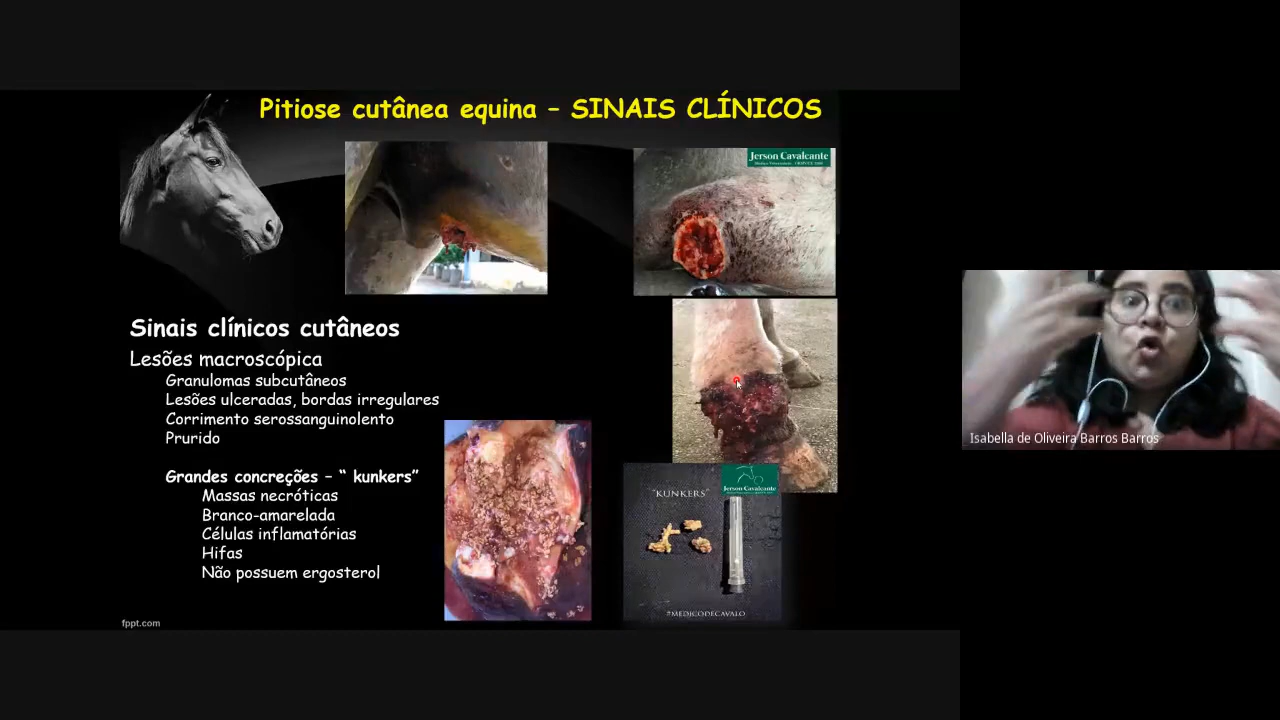 Pitiose cutânea equina – SINAIS CLÍNICOS
Jerson Cavalcante
Sinais clínicos cutâneos
Lesões macroscópica
Granulomas subcutâneos
Lesões ulceradas, bordas irregulares
Corrimento serossanguinolento
Prurido
Grandes concreções – “ kunkers”
Massas necróticas
Branco-amarelada
Células inflamatórias
Hifas
Não possuem ergosterol
Jerson Cavalcante
"KUNKERS"
#MEDICODECAVALO
fppt.com
Isabella de Oliveira Barros Barros